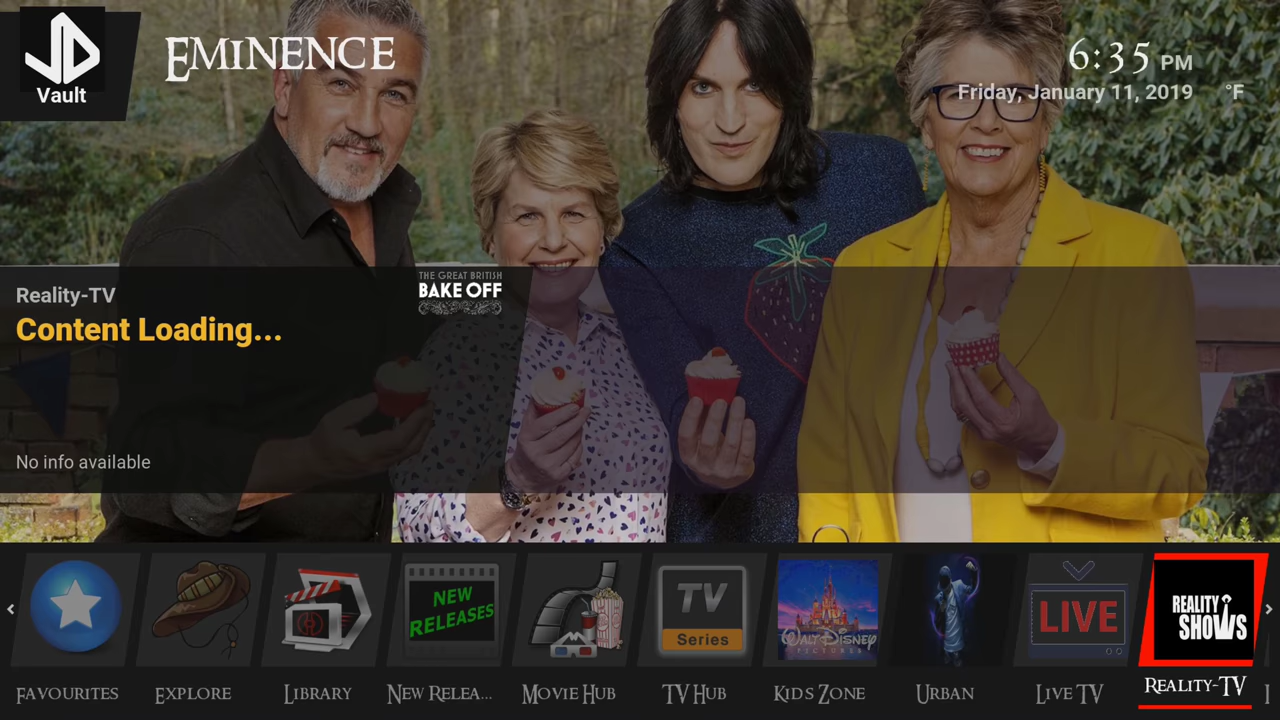 Vault
EMINENCE
6:35 PM
Friday, January 11, 2019 °F
Reality-TV
THE GREAT BRITISH
BAKE OFF
Content Loading...
No info available
NEW
RELEASES
TV
Series
WALT DISNEY
PICTURES
LIVE
REALITY
SHOWS
FAVOURITES
EXPLORE
LIBRARY
NEW RELEA...
MOVIE HUB
TV HUB
KIDS ZONE
URBAN
LIVE TV
REALITY-TV